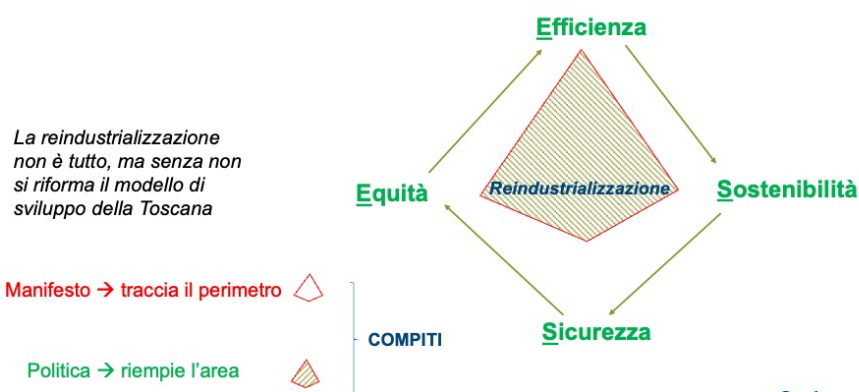 Efficienza
La reindustrializzazione
non è tutto, ma senza non
si riforma il modello di
sviluppo della Toscana
Equità
Reindustrializzazione
Sostenibilità
Manifesto → traccia il perimetro
Sicurezza
COMPITI
Politica → riempie l'area